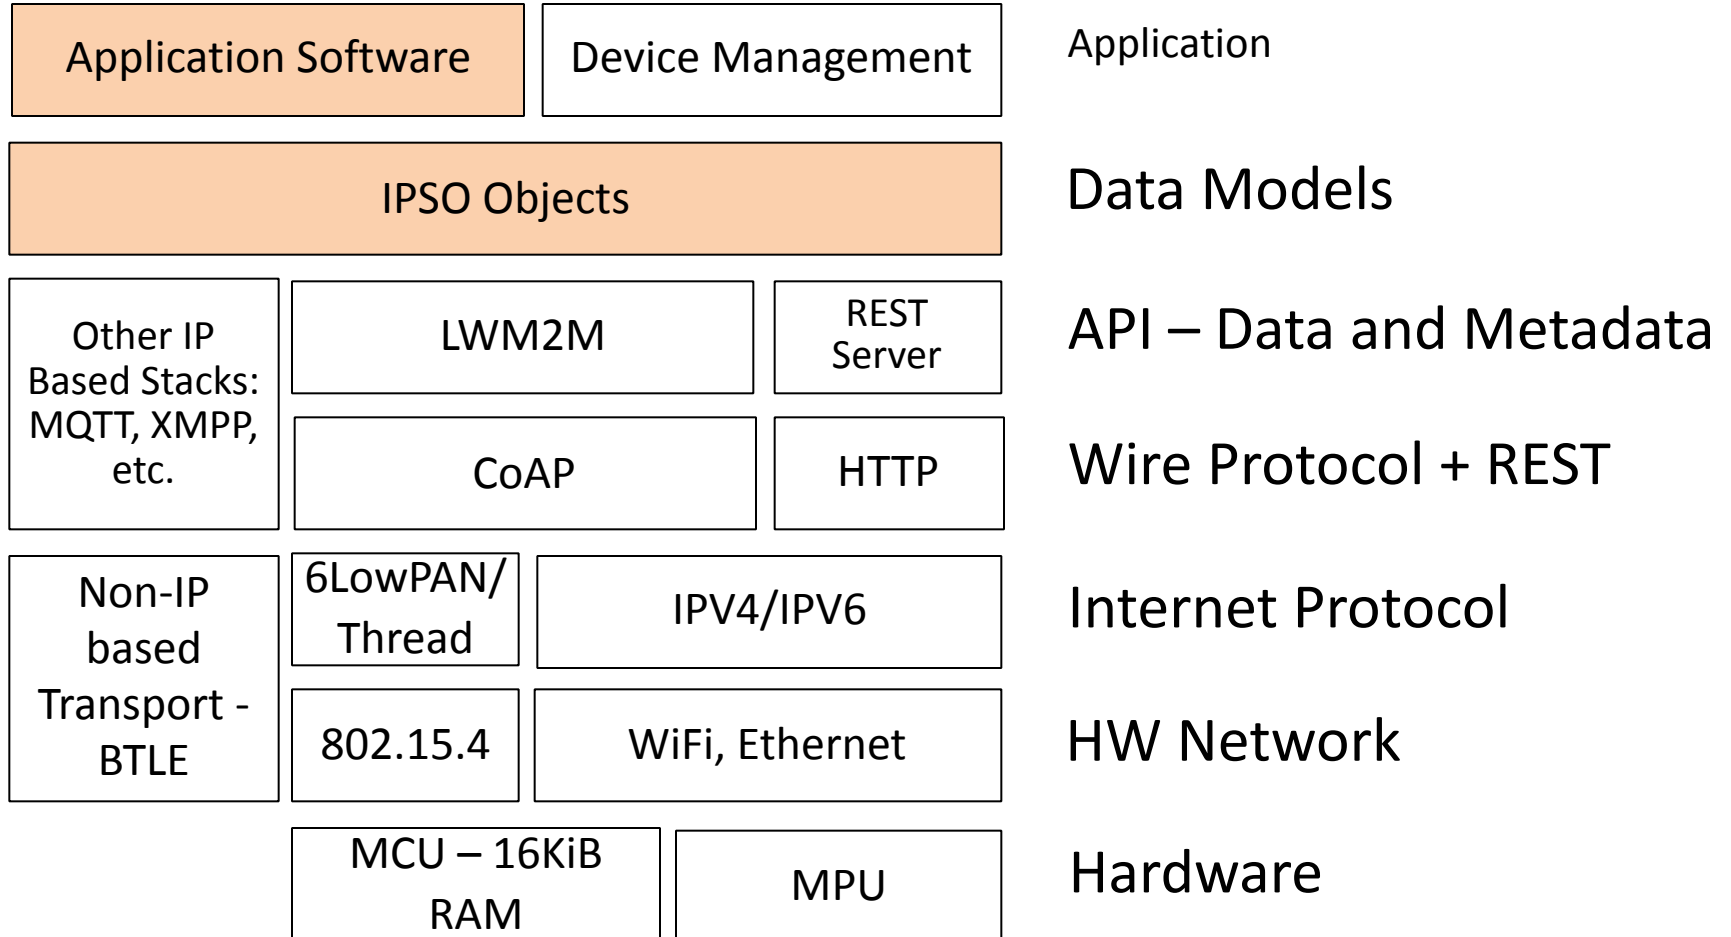 Application Software
Device Management
Application
IPSO Objects
Data Models
Other IP
Based Stacks:
MQTT, XMPP,
etc.
LWM2M
REST
Server
API – Data and Metadata
CoAP
HTTP
Wire Protocol + REST
Non-IP
based
Transport -
BTLE
6LowPAN/
Thread
IPV4/IPV6
Internet Protocol
802.15.4
WiFi, Ethernet
HW Network
MCU – 16KiB
RAM
MPU
Hardware